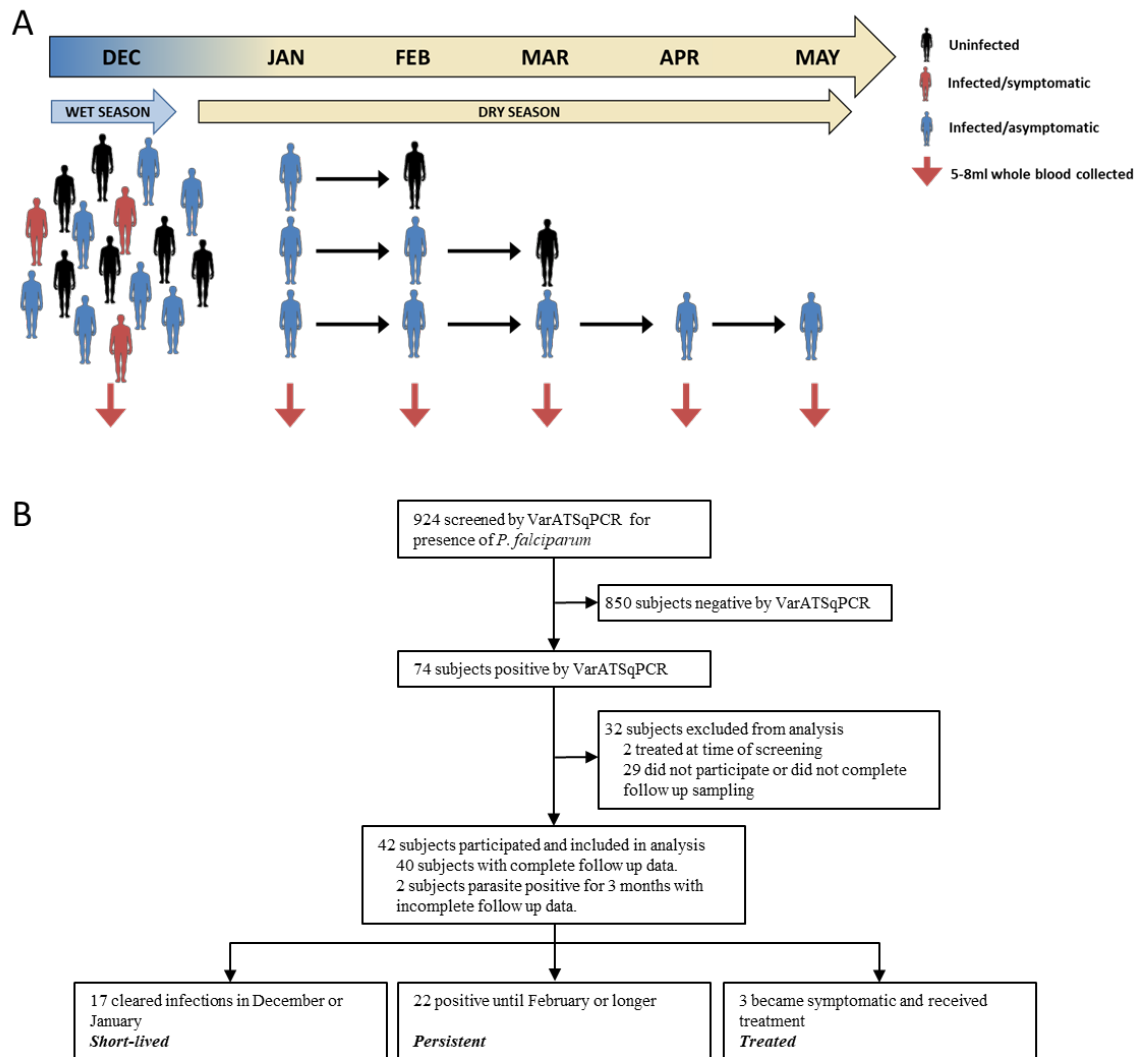 A
DEC JAN FEB MAR APR MAY
WET SEASON DRY SEASON
Uninfected
Infected/symptomatic
Infected/asymptomatic
5-8ml whole blood collected
B
924 screened by VarATSqPCR for
presence of P. falciparum
850 subjects negative by VarATSqPCR
74 subjects positive by VarATSqPCR
32 subjects excluded from analysis
2 treated at time of screening
29 did not participate or did not complete
follow up sampling
42 subjects participated and included in analysis
40 subjects with complete follow up data.
2 subjects parasite positive for 3 months with
incomplete follow up data.
17 cleared infections in December or
January
Short-lived
22 positive until February or longer
Persistent
3 became symptomatic and received
treatment
Treated